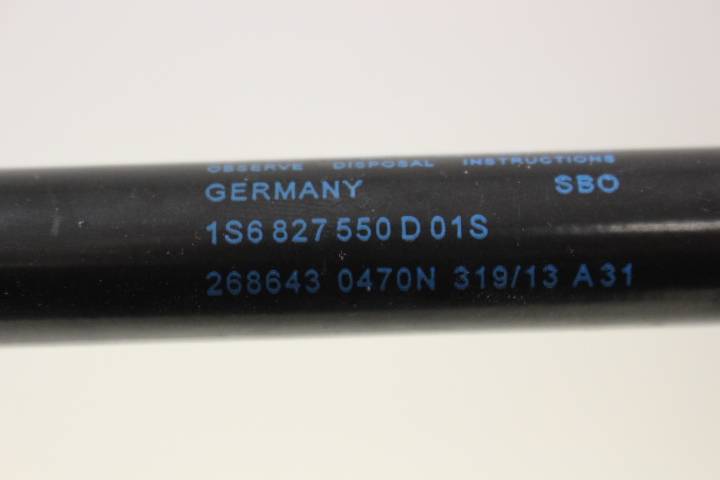 OBSERVE DISPOSAL INSTRUCTIONS
GERMANY SBO
1S6 827 550 D 01S
268643 0470N 319/13 A31